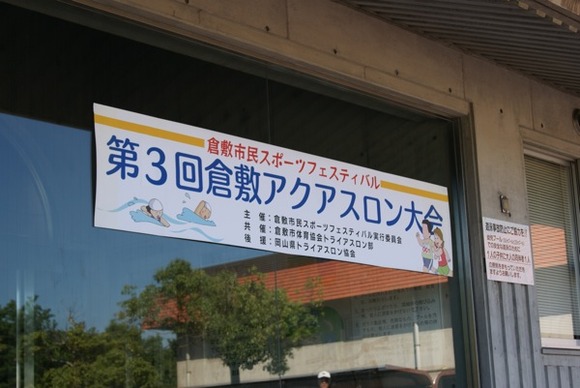 倉敷市民スポーツフェスティバル
第3回倉敷アクアスロン大会
主 催：倉敷市民スポーツフェスティバル実行委員会
共 催：倉敷市体育協会トライアスロン部
後 援：岡山県トライアスロン協会